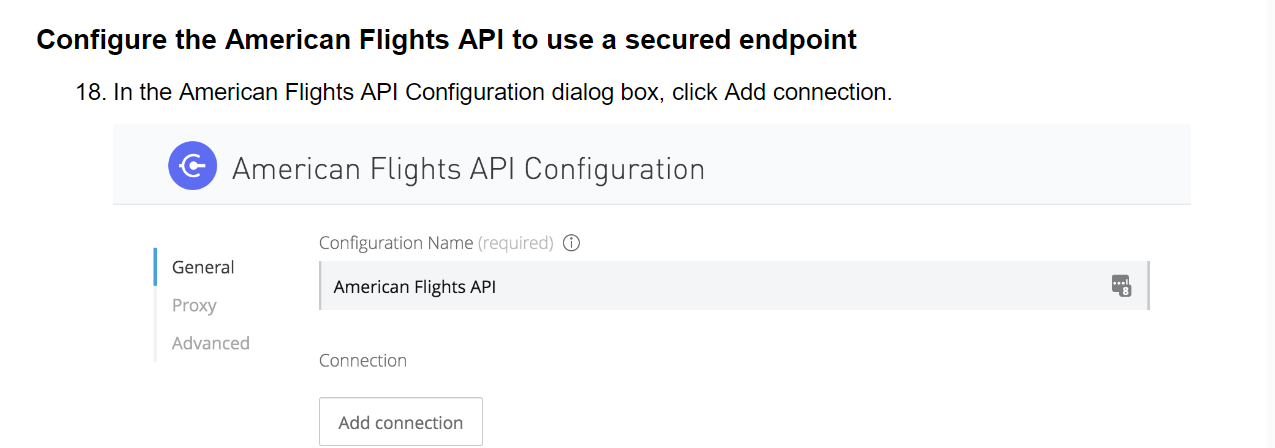 Configure the American Flights API to use a secured endpoint
18. In the American Flights API Configuration dialog box, click Add connection.
American Flights API Configuration
Configuration Name (required)
General
American Flights API
8
Proxy
Advanced
Connection
Add connection